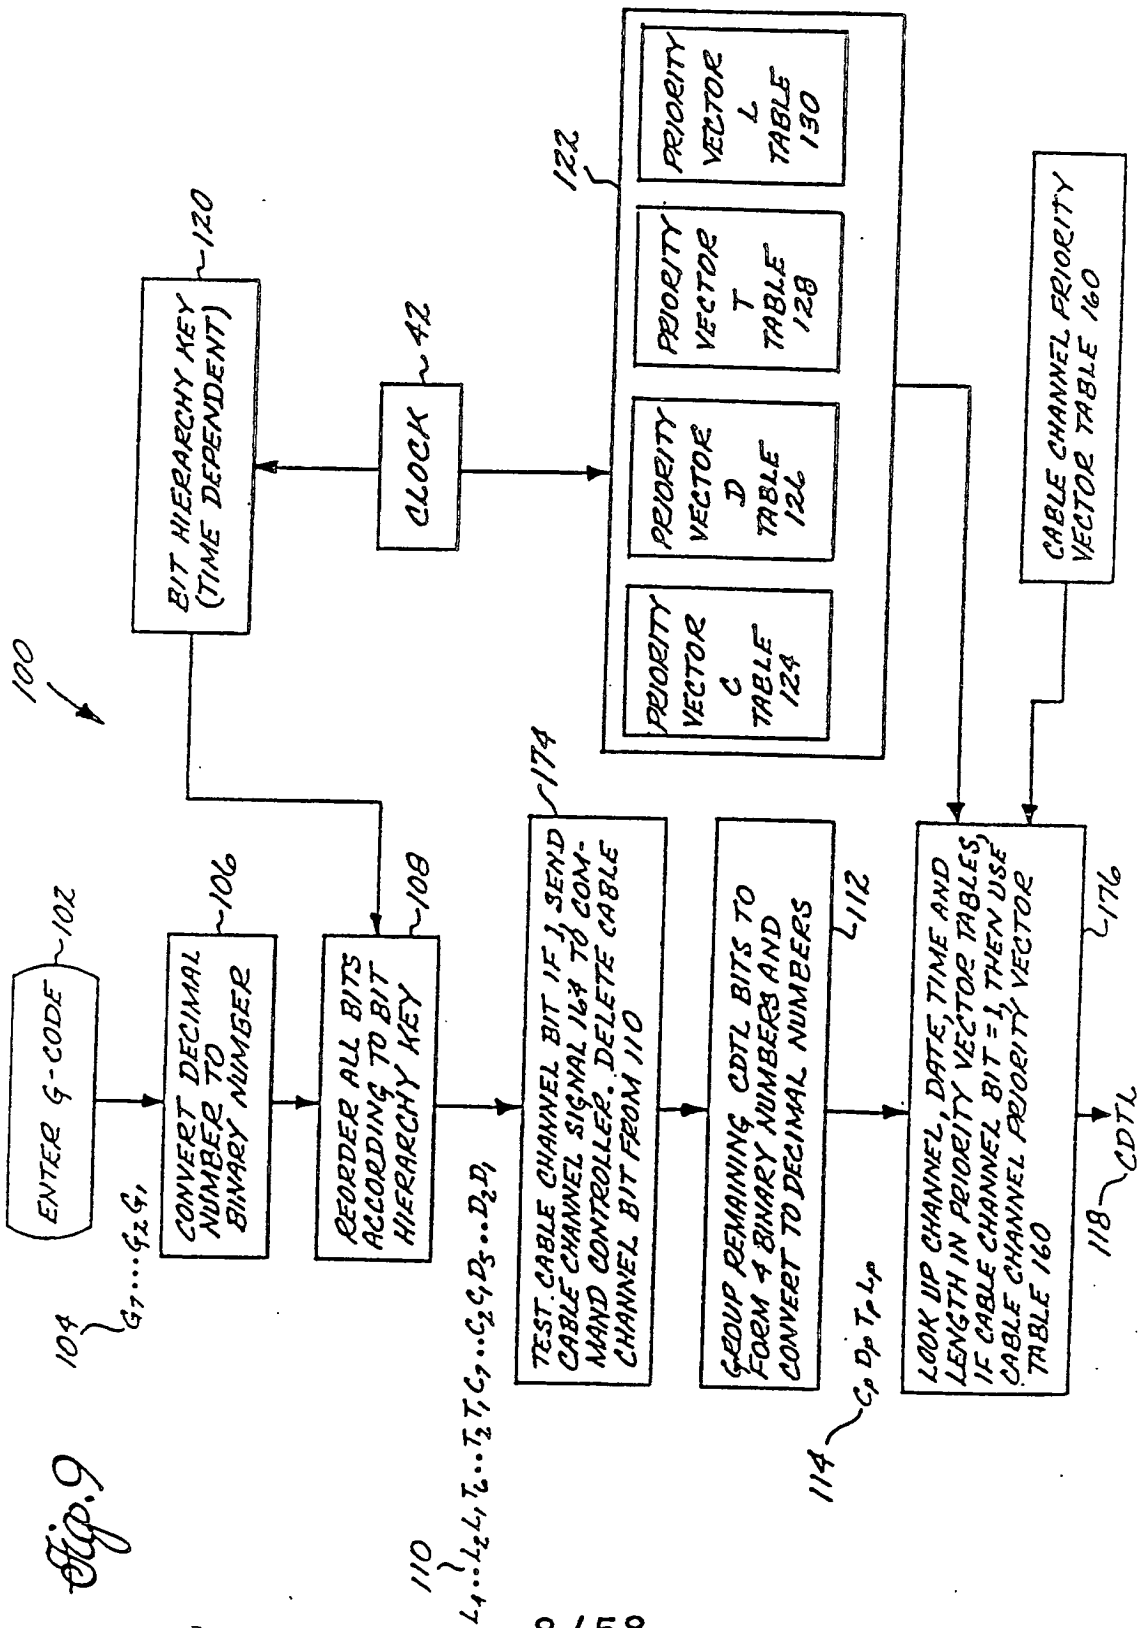 Fig. 9
100
ENTER G-CODE
102
104
G7 ... G2 G1
CONVERT DECIMAL
NUMBER TO
BINARY NUMBER
106
REORDER ALL BITS
ACCORDING TO BIT
HIERARCHY KEY
108
BIT HIERARCHY KEY
(TIME DEPENDENT)
120
CLOCK
42
110
L4 ... L2 L1 T6 ... T2 T1 C7 ... C2 C1 D5 ... D2 D1
TEST CABLE CHANNEL BIT IF 1, SEND
CABLE CHANNEL SIGNAL 164 TO COM-
MAND CONTROLLER. DELETE CABLE
CHANNEL BIT FROM 110
174
GROUP REMAINING CDTL BITS TO
FORM 4 BINARY NUMBERS AND
CONVERT TO DECIMAL NUMBERS
112
122
PRIORITY
VECTOR
C
TABLE
124
PRIORITY
VECTOR
D
TABLE
126
PRIORITY
VECTOR
T
TABLE
128
PRIORITY
VECTOR
L
TABLE
130
114
Cp Dp Tp Lp
LOOK UP CHANNEL, DATE, TIME AND
LENGTH IN PRIORITY VECTOR TABLES,
IF CABLE CHANNEL BIT = 1, THEN USE
CABLE CHANNEL PRIORITY VECTOR
TABLE 160
176
CABLE CHANNEL PRIORITY
VECTOR TABLE 160
118
CDTL